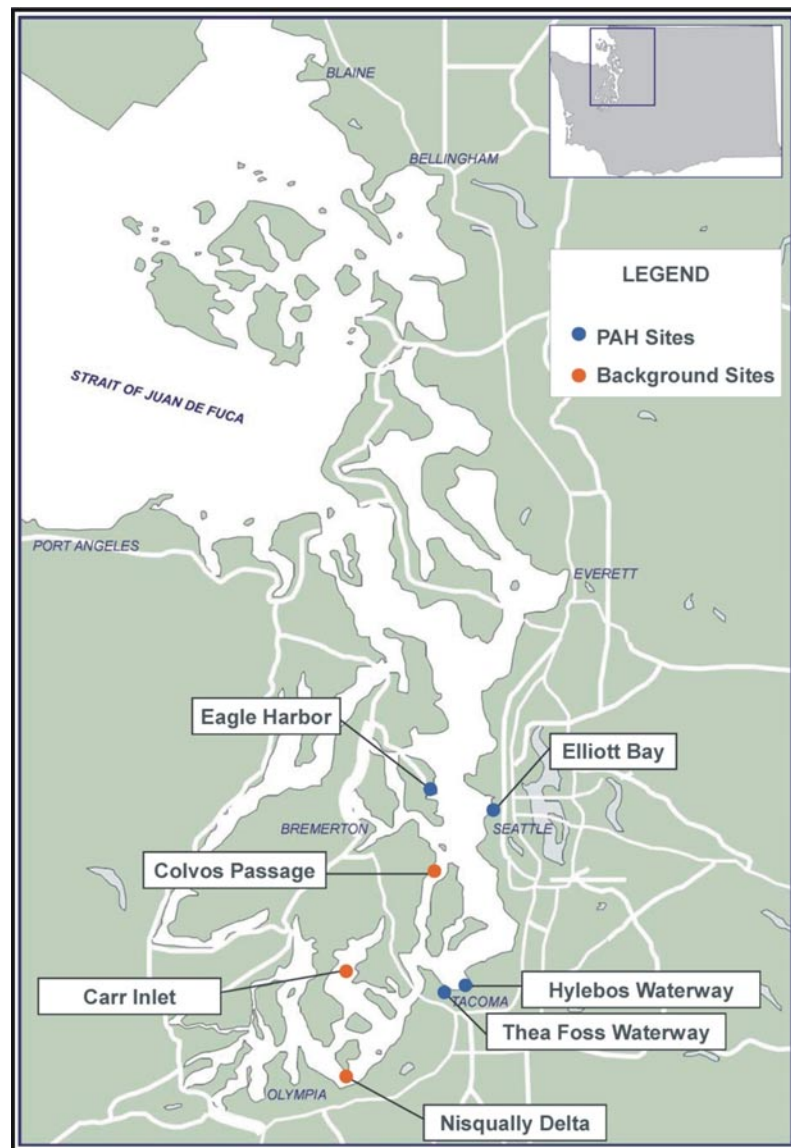 BLAINE
BELLINGHAM
LEGEND
PAH Sites
Background Sites
STRAIT OF JUAN DE FUCA
PORT ANGELES
EVERETT
Eagle Harbor
Elliott Bay
BREMERTON
SEATTLE
Colvos Passage
Carr Inlet
Hylebos Waterway
TACOMA
Thea Foss Waterway
OLYMPIA
Nisqually Delta